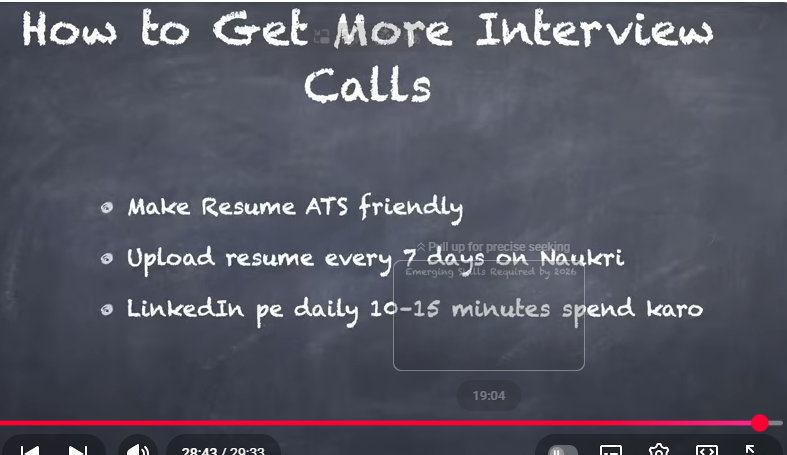 How to Get More Interview
Calls
Make Resume ATS friendly
Pull up for precise seeking
Upload resume every 7 days on Naukri
Emerging Skills Required by 2026
LinkedIn pe daily 10-15 minutes spend karo
19:04
28:43 / 29:33